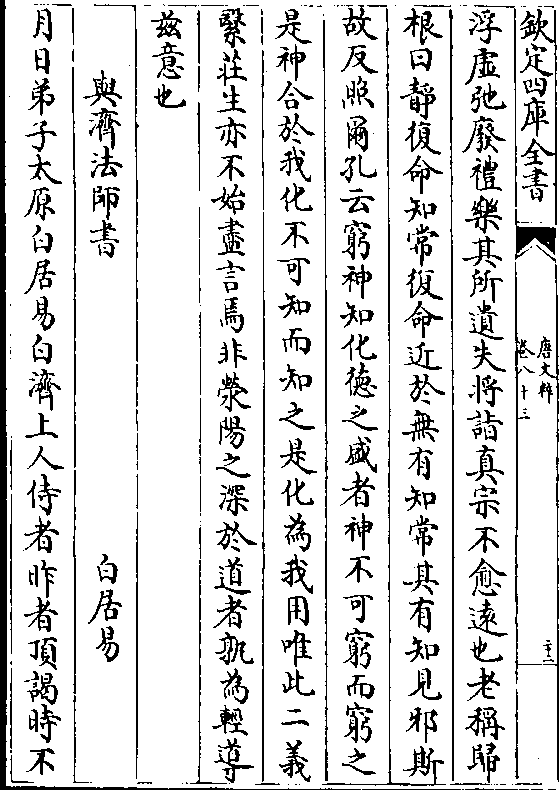 欽定四庫全書
唐文粹
卷八十三
浮虛弛廢禮樂其所遺失將詣真宗不愈遠也老稱歸
根曰靜復命知常復命近於無有知常其有知見邪斯
故反照爾孔云窮神知化德之盛者神不可窮而窮之
是神合於我化不可知而知之是化為我用唯此二義
繄莊生亦不始盡言焉非滎陽之深於道者孰為輕導
兹意也
與濟法師書 白居易
月日弟子太原白居易白濟上人侍者昨者頂謁時不